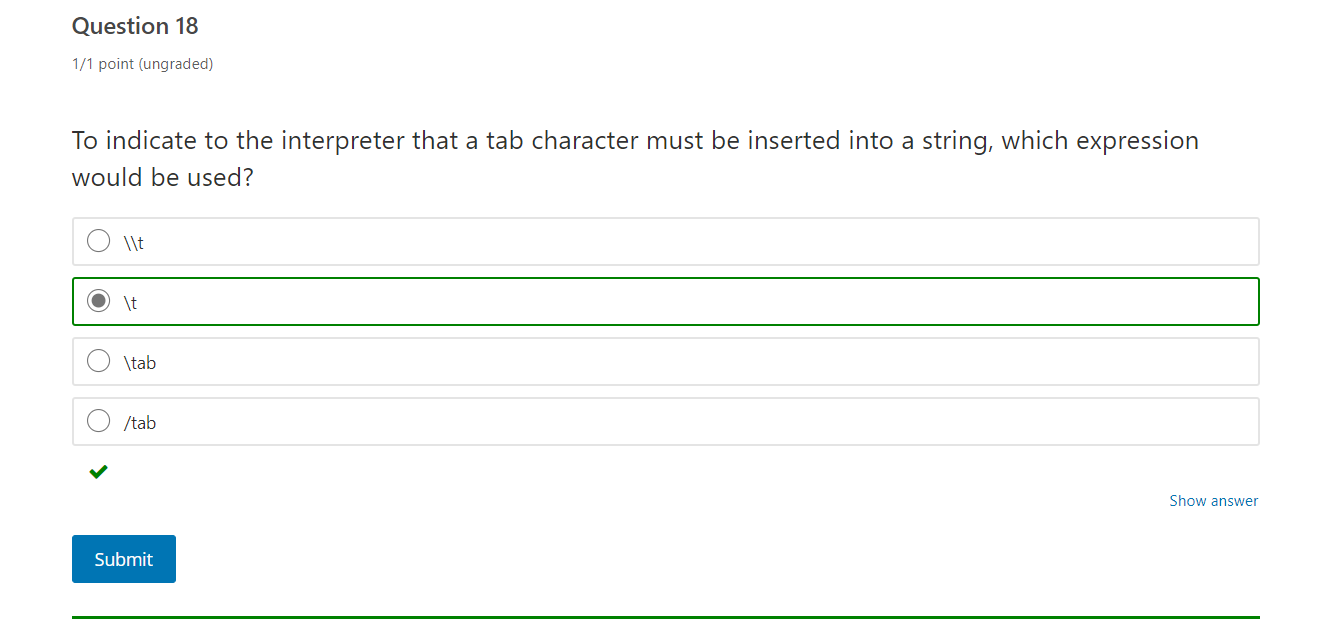 Question 18
1/1 point (ungraded)
To indicate to the interpreter that a tab character must be inserted into a string, which expression
would be used?
\\t
\t
\tab
/tab
Show answer
Submit